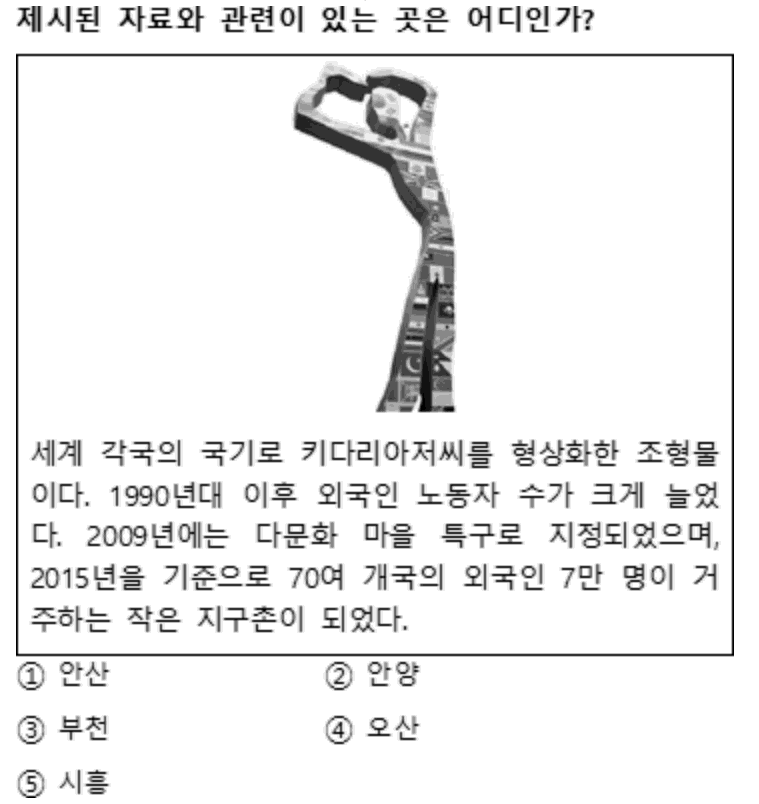 제시된 자료와 관련이 있는 곳은 어디인가?
세계 각국의 국기로 키다리아저씨를 형상화한 조형물
이다. 1990년대 이후 외국인 노동자 수가 크게 늘었
다. 2009년에는 다문화 마을 특구로 지정되었으며,
2015년을 기준으로 70여 개국의 외국인 7만 명이 거
주하는 작은 지구촌이 되었다.
① 안산 ② 안양
③ 부천 ④ 오산
⑤ 시흥